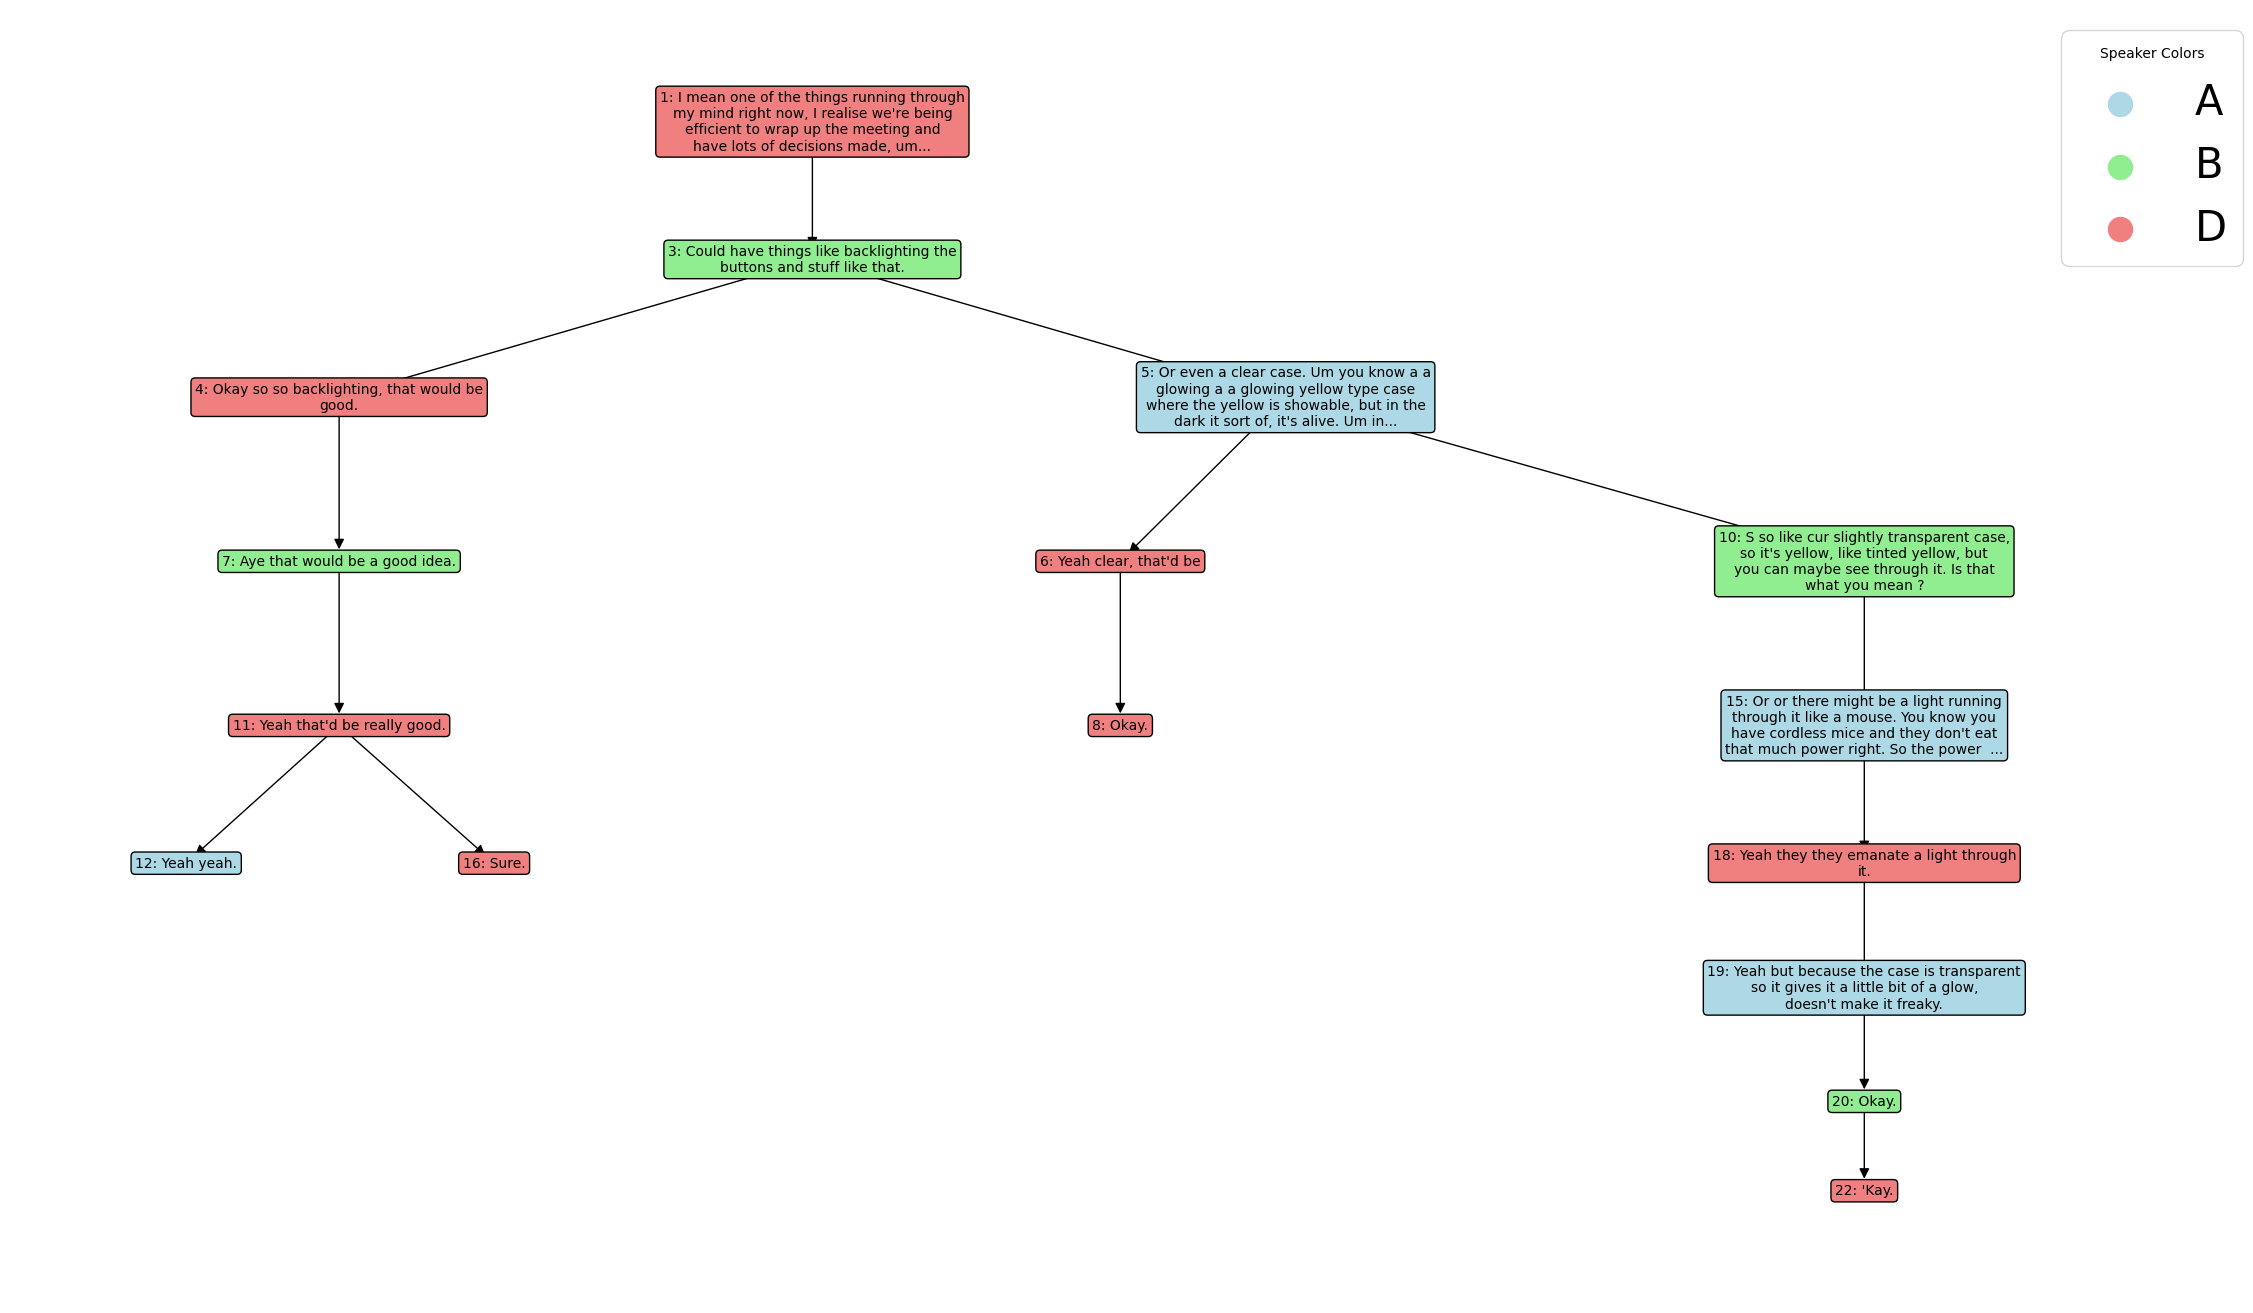 Speaker Colors
A
B
D
1: I mean one of the things running through
my mind right now, I realise we're being
efficient to wrap up the meeting and
have lots of decisions made, um...
3: Could have things like backlighting the
buttons and stuff like that.
4: Okay so so backlighting, that would be
good.
5: Or even a clear case. Um you know a a
glowing a a glowing yellow type case
where the yellow is showable, but in the
dark it sort of, it's alive. Um in...
7: Aye that would be a good idea.
6: Yeah clear, that'd be
10: S so like cur slightly transparent case,
so it's yellow, like tinted yellow, but
you can maybe see through it. Is that
what you mean ?
11: Yeah that'd be really good.
8: Okay.
15: Or or there might be a light running
through it like a mouse. You know you
have cordless mice and they don't eat
that much power right. So the power  ...
12: Yeah yeah.
16: Sure.
18: Yeah they they emanate a light through
it.
19: Yeah but because the case is transparent
so it gives it a little bit of a glow,
doesn't make it freaky.
20: Okay.
22: 'Kay.